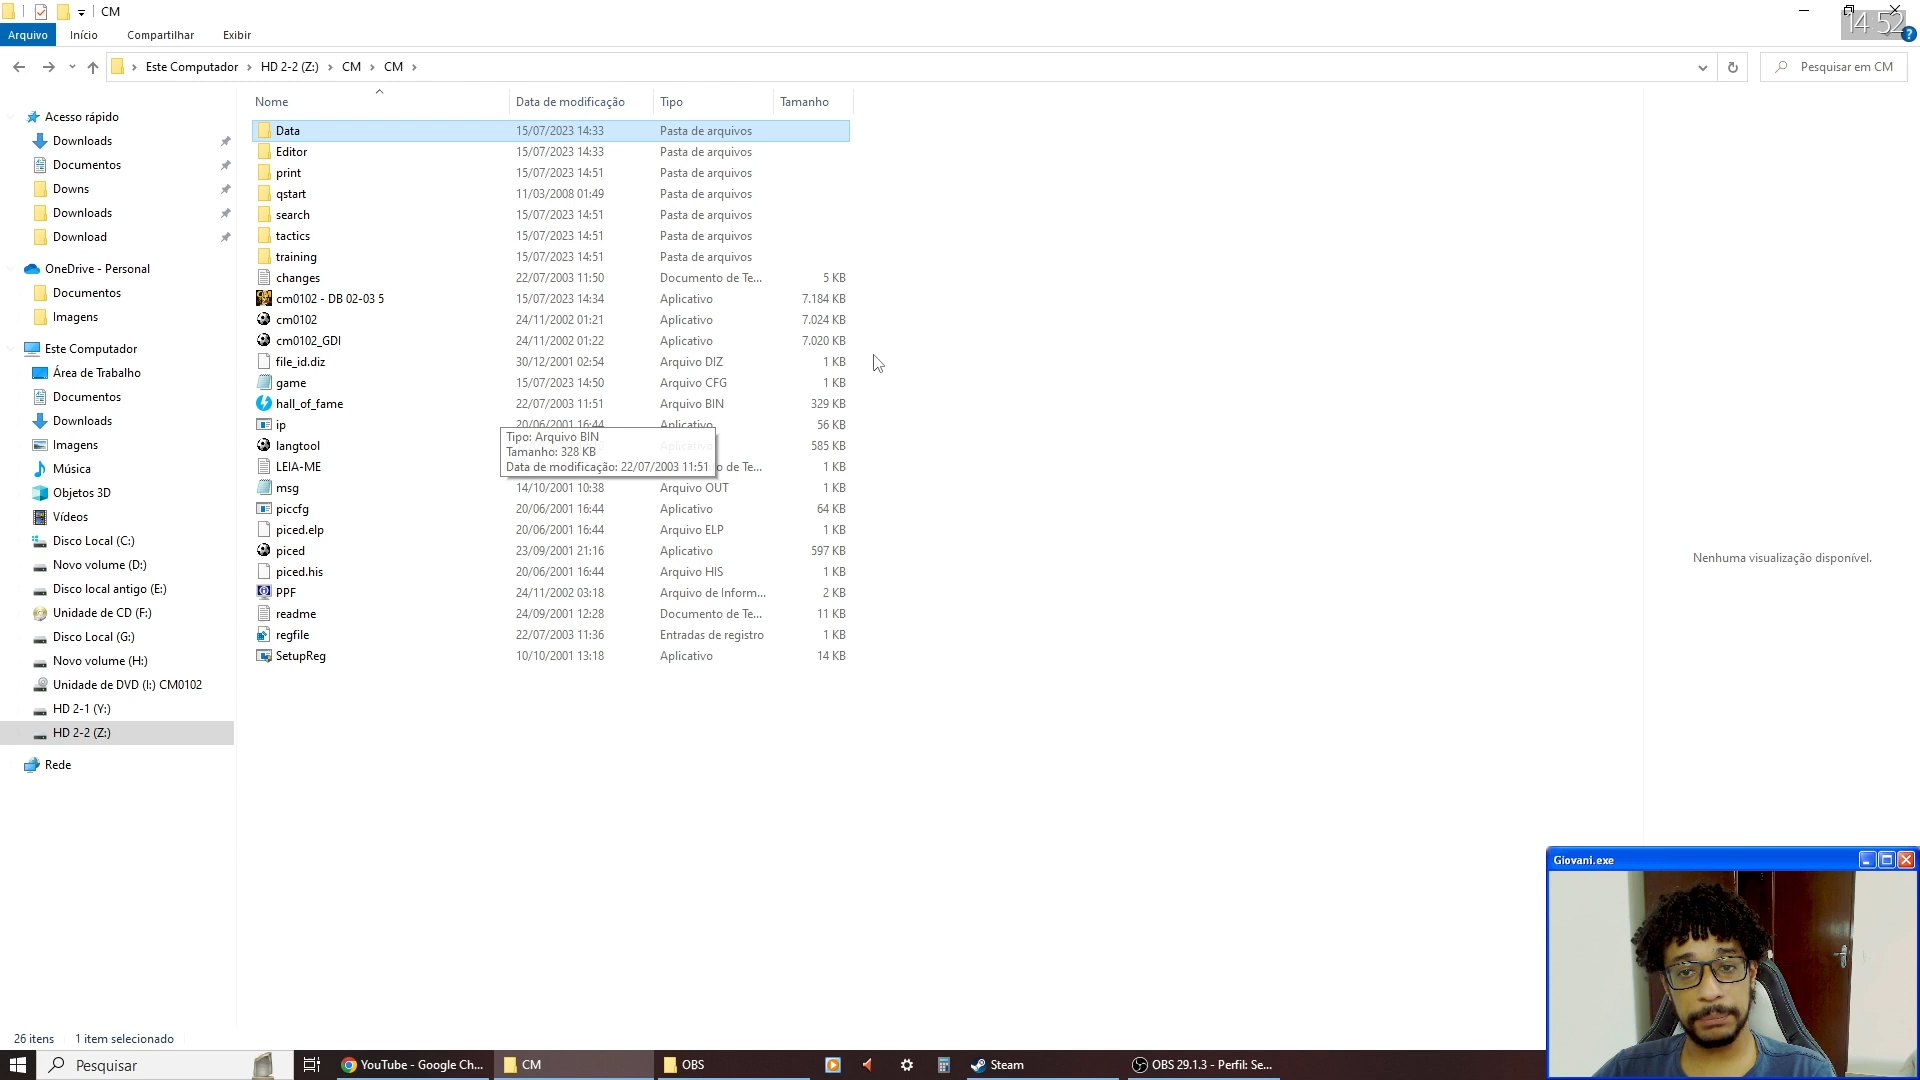 CM
14:52
Arquivo Início Compartilhar Exibir
Este Computador HD 2-2 (Z:) CM CM Pesquisar em CM
Nome Data de modificação Tipo Tamanho
Acesso rápido
Downloads
Documentos
Downs
Downloads
Download
OneDrive - Personal
Documentos
Imagens
Este Computador
Área de Trabalho
Documentos
Downloads
Imagens
Música
Objetos 3D
Vídeos
Disco Local (C:)
Novo volume (D:)
Disco local antigo (E:)
Unidade de CD (F:)
Disco Local (G:)
Novo volume (H:)
Unidade de DVD (I:) CM0102
HD 2-1 (Y:)
HD 2-2 (Z:)
Rede
Data 15/07/2023 14:33 Pasta de arquivos
Editor 15/07/2023 14:33 Pasta de arquivos
print 15/07/2023 14:51 Pasta de arquivos
qstart 11/03/2008 01:49 Pasta de arquivos
search 15/07/2023 14:51 Pasta de arquivos
tactics 15/07/2023 14:51 Pasta de arquivos
training 15/07/2023 14:51 Pasta de arquivos
changes 22/07/2003 11:50 Documento de Te... 5 KB
cm0102 - DB 02-03 5 15/07/2023 14:34 Aplicativo 7.184 KB
cm0102 24/11/2002 01:21 Aplicativo 7.024 KB
cm0102_GDI 24/11/2002 01:22 Aplicativo 7.020 KB
file_id.diz 30/12/2001 02:54 Arquivo DIZ 1 KB
game 15/07/2023 14:50 Arquivo CFG 1 KB
hall_of_fame 22/07/2003 11:51 Arquivo BIN 329 KB
ip 20/06/2001 16:44 Aplicativo 56 KB
langtool Aplicativo 585 KB
LEIA-ME o de Te... 1 KB
Tipo: Arquivo BIN
Tamanho: 328 KB
Data de modificação: 22/07/2003 11:51
msg 14/10/2001 10:38 Arquivo OUT 1 KB
piccfg 20/06/2001 16:44 Aplicativo 64 KB
piced.elp 20/06/2001 16:44 Arquivo ELP 1 KB
piced 23/09/2001 21:16 Aplicativo 597 KB
piced.his 20/06/2001 16:44 Arquivo HIS 1 KB
PPF 24/11/2002 03:18 Arquivo de Inform... 2 KB
readme 24/09/2001 12:28 Documento de Te... 11 KB
regfile 22/07/2003 11:36 Entradas de registro 1 KB
SetupReg 10/10/2001 13:18 Aplicativo 14 KB
Nenhuma visualização disponível.
Giovani.exe
26 itens 1 item selecionado
Pesquisar YouTube - Google Ch... CM OBS Steam OBS 29.1.3 - Perfil: Se...